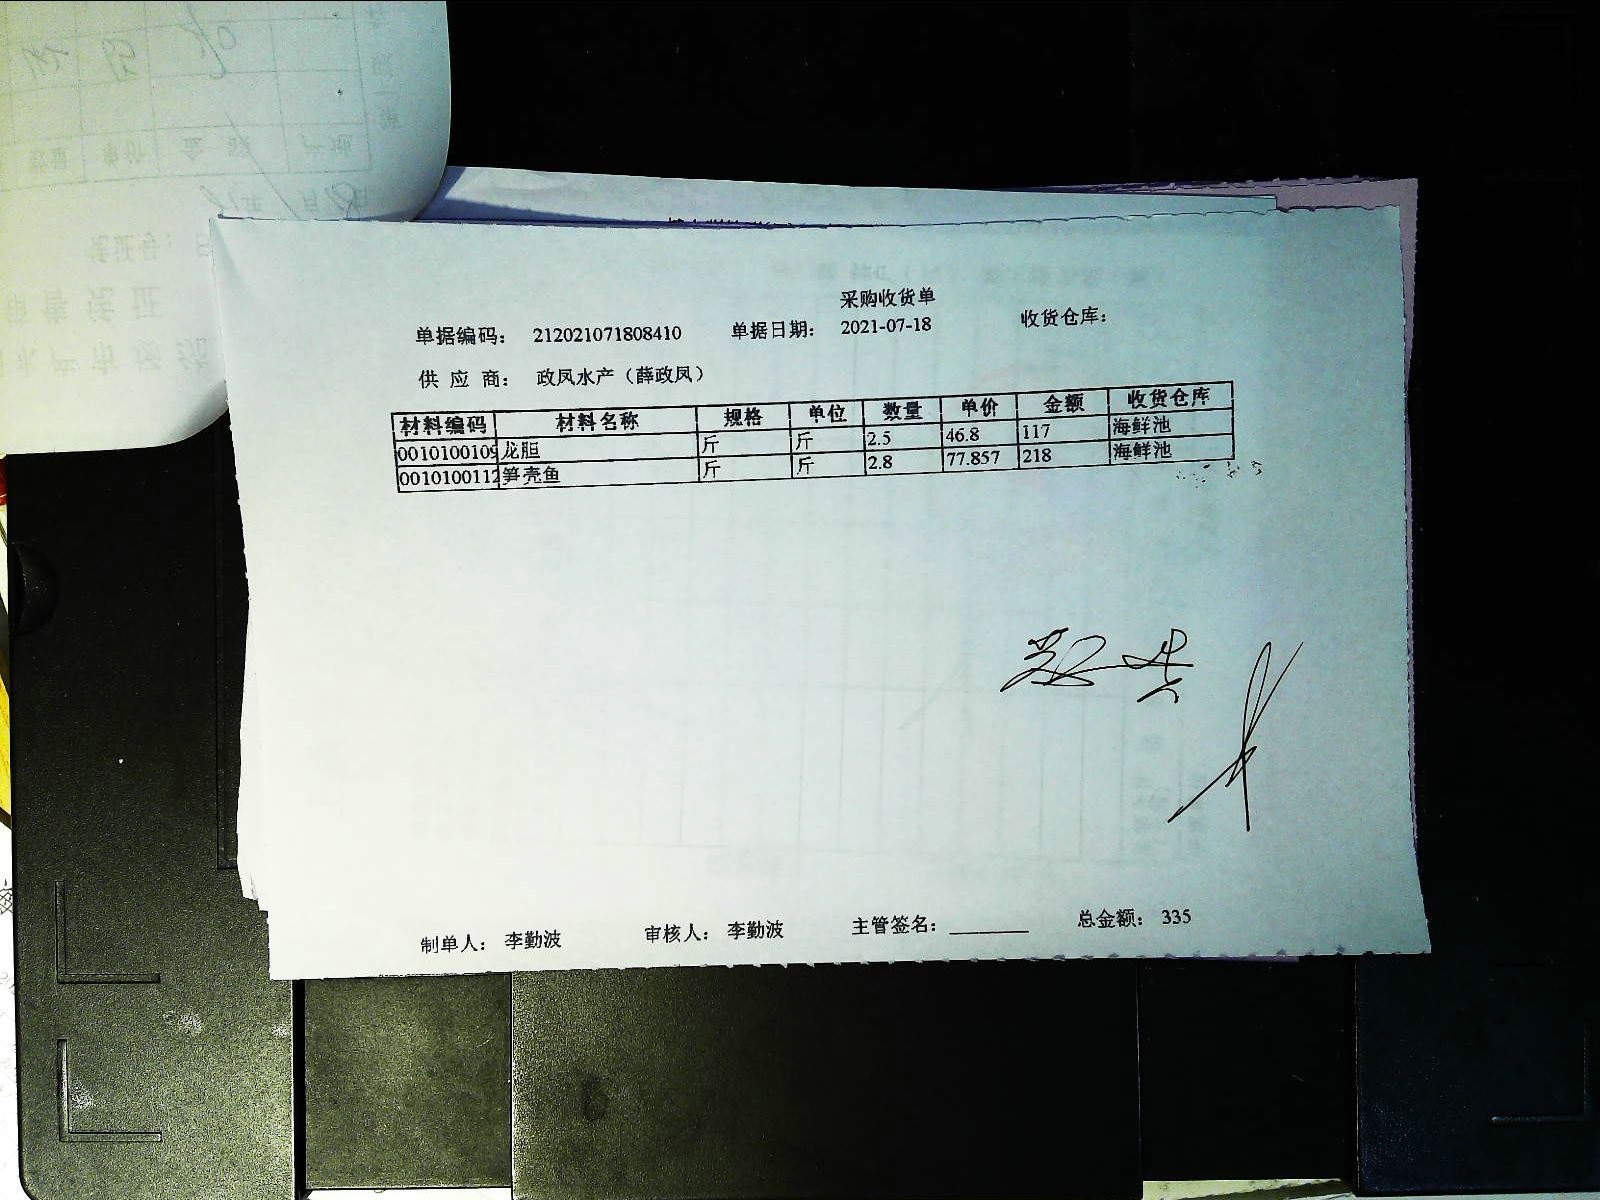 采购收货单
单据编码： 212021071808410 单据日期： 2021-07-18 收货仓库：
供 应 商： 政凤水产（薛政凤）
材料编码 材料名称 规格 单位 数量 单价 金额 收货仓库
0010100109 龙胆 斤 斤 2.5 46.8 117 海鲜池
0010100112 笋壳鱼 斤 斤 2.8 77.857 218 海鲜池
制单人： 李勤波 审核人： 李勤波 主管签名：________ 总金额： 335